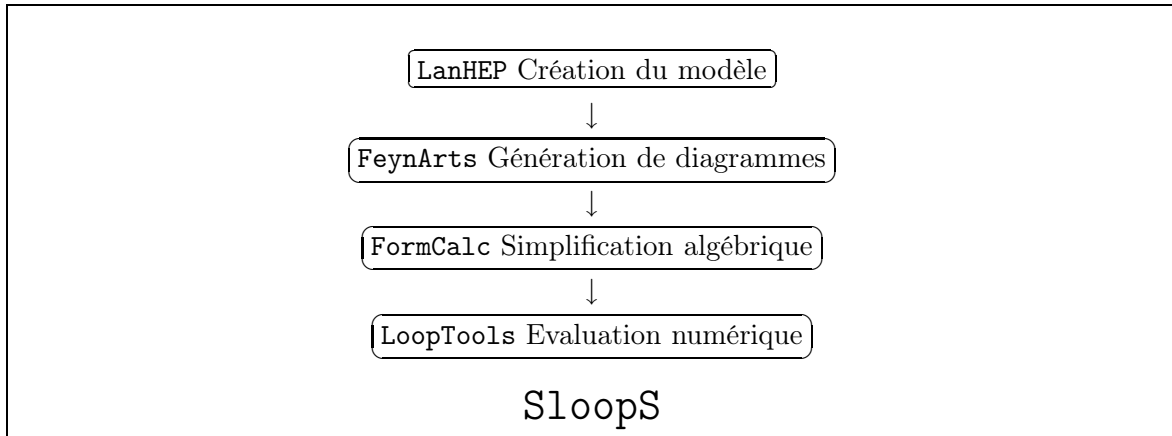 LanHEP Création du modèle
↓
FeynArts Génération de diagrammes
↓
FormCalc Simplification algébrique
↓
LoopTools Evaluation numérique
SloopS